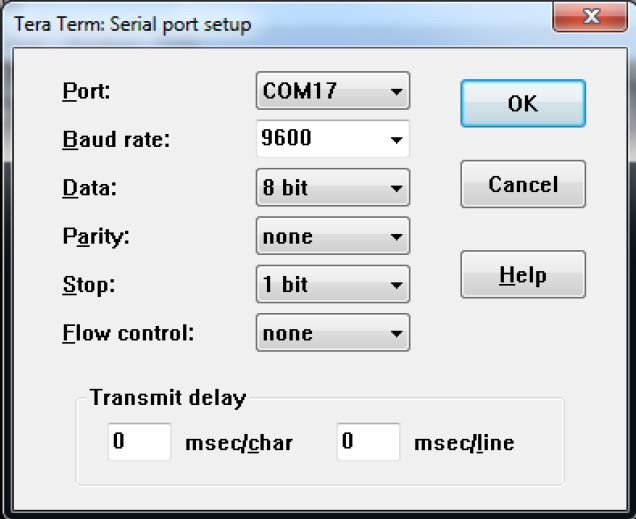 Tera Term: Serial port setup
Port: COM17 OK
Baud rate: 9600
Data: 8 bit Cancel
Parity: none
Stop: 1 bit Help
Flow control: none
Transmit delay
0 msec/char 0 msec/line